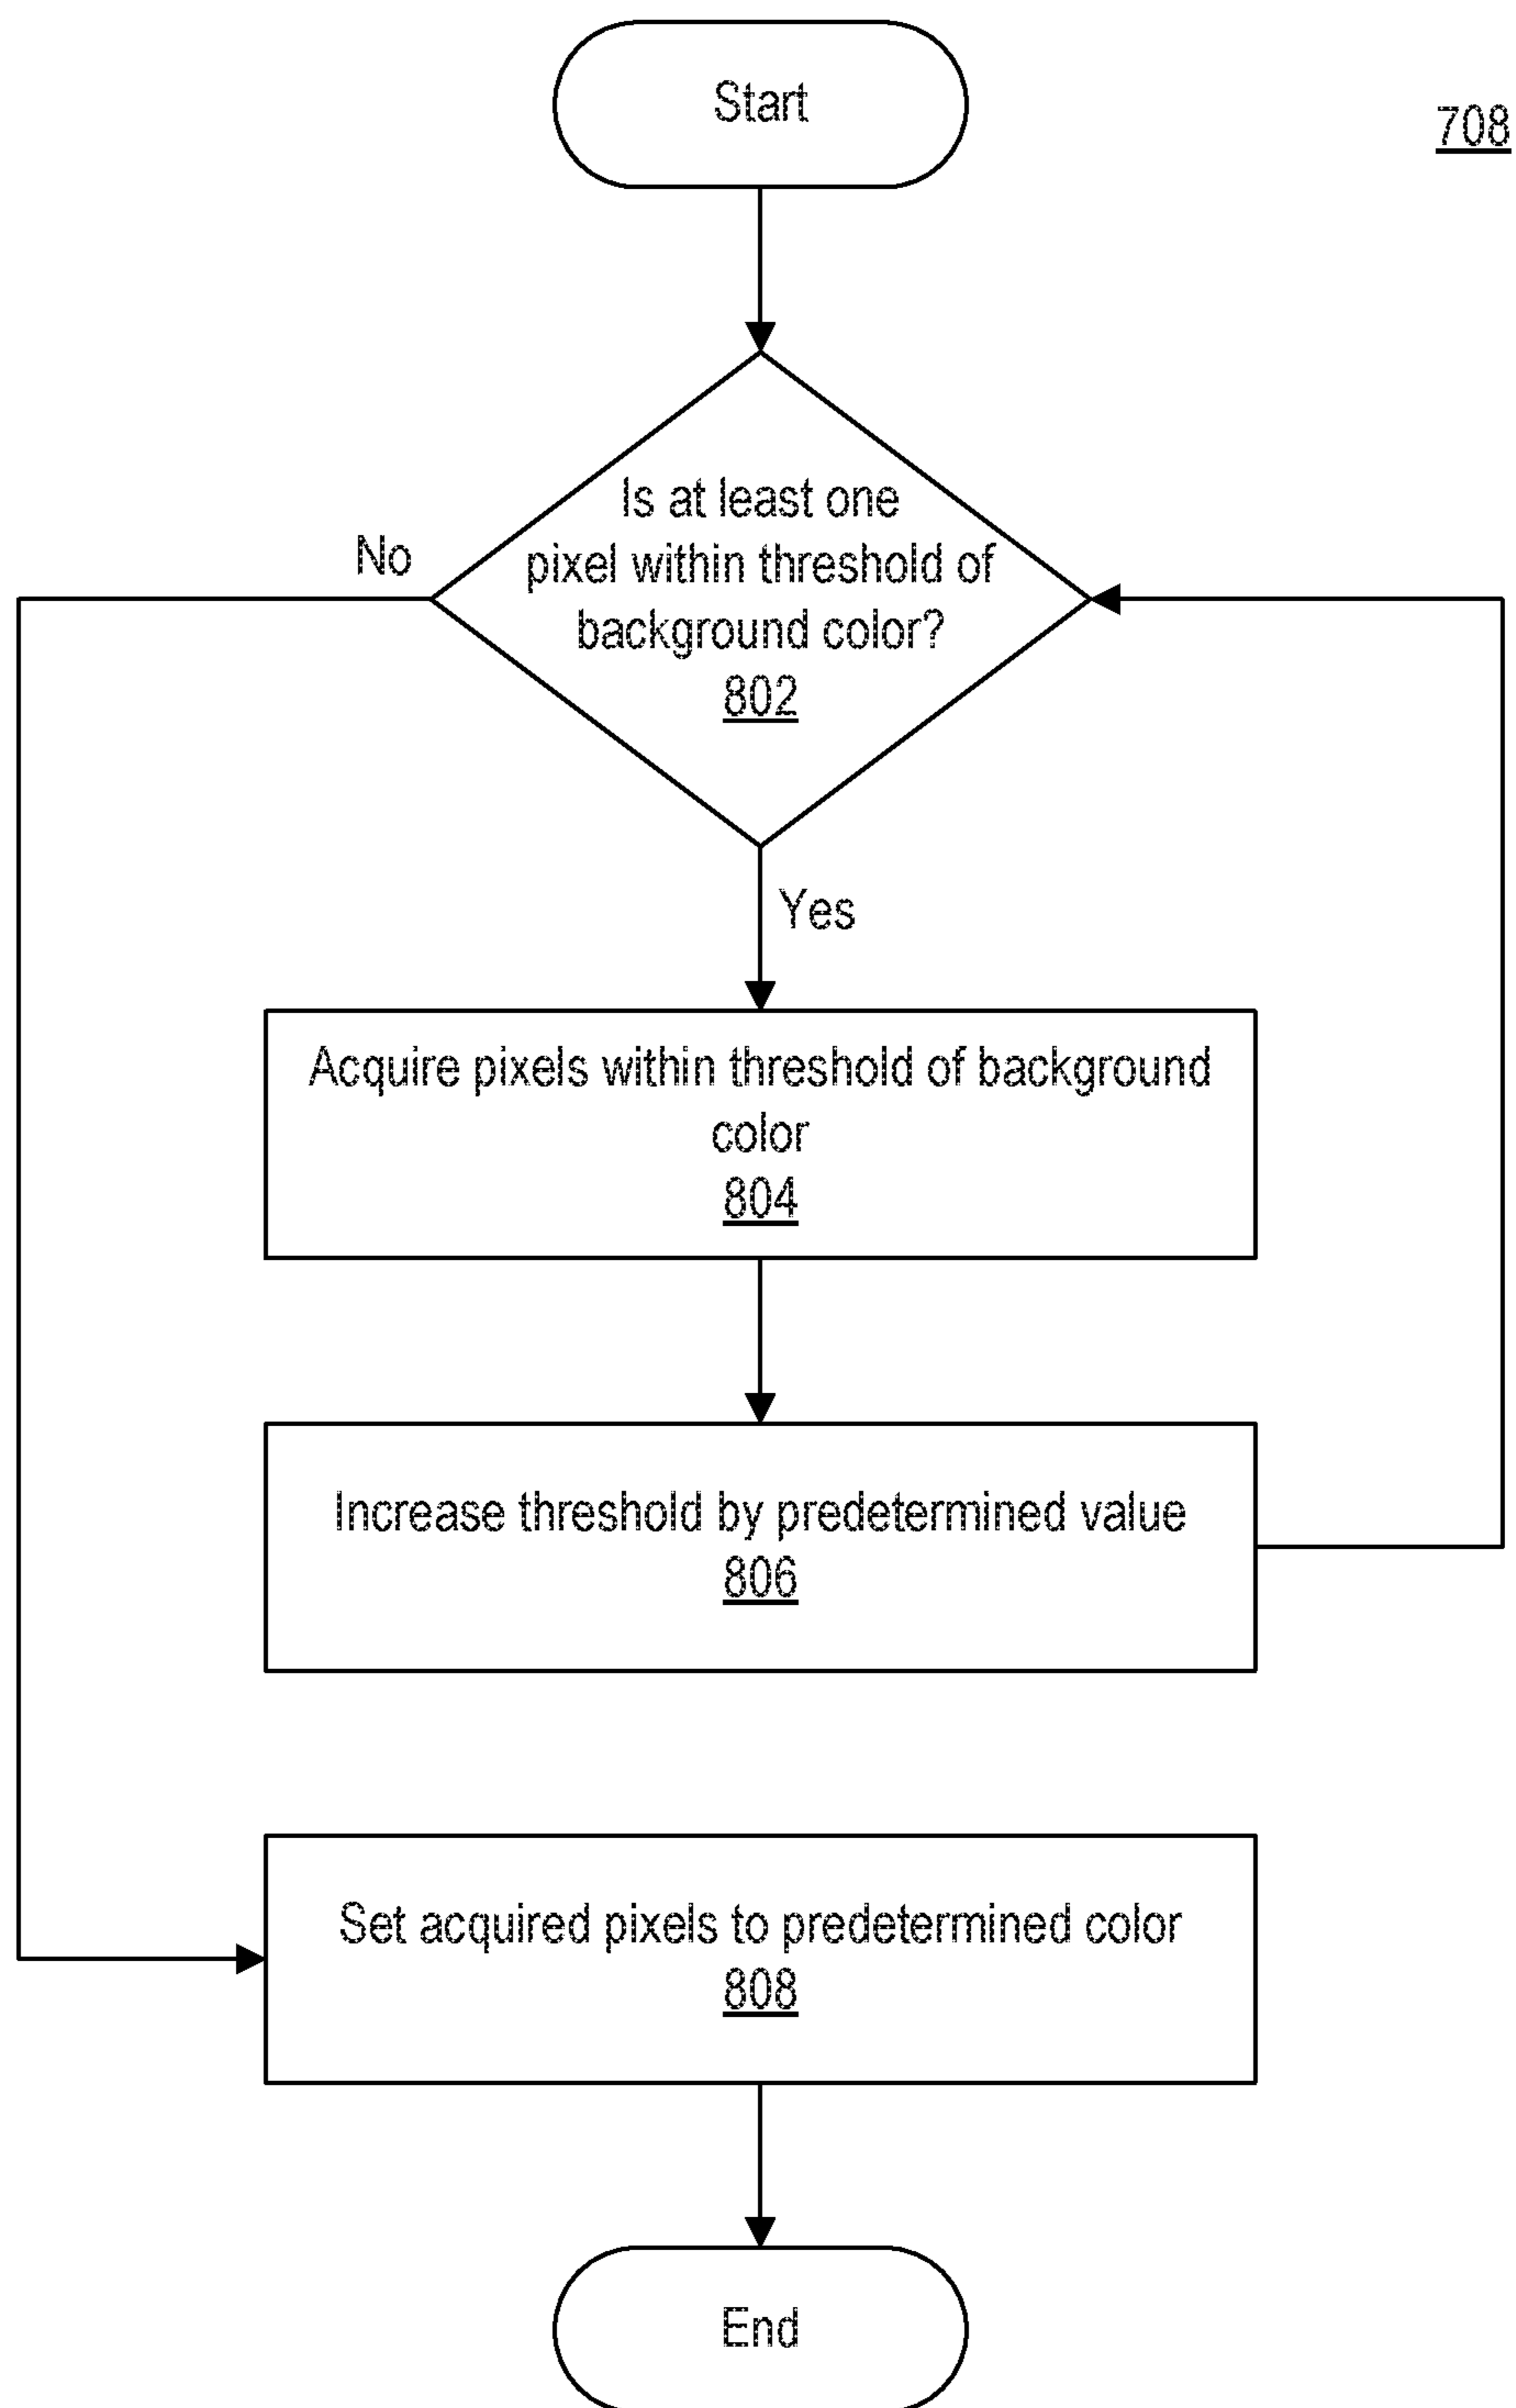 Start
708
Is at least one
pixel within threshold of
background color?
802
No
Yes
Acquire pixels within threshold of background
color
804
Increase threshold by predetermined value
806
Set acquired pixels to predetermined color
808
End